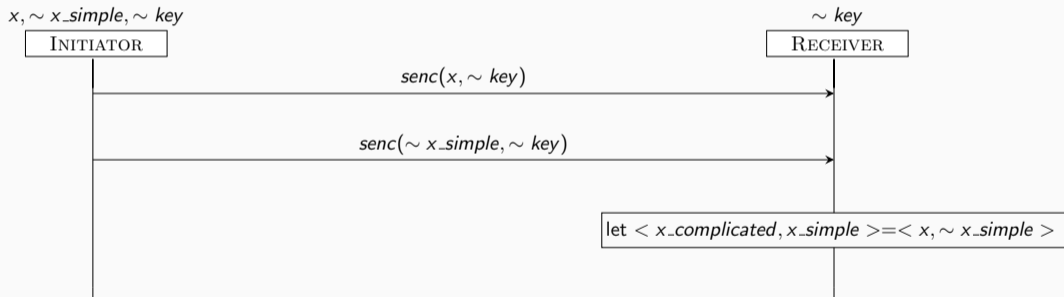 x, ∼ x_simple, ∼ key
∼ key
INITIATOR
RECEIVER
senc(x, ∼ key)
senc(∼ x_simple, ∼ key)
let < x_complicated, x_simple >=< x, ∼ x_simple >